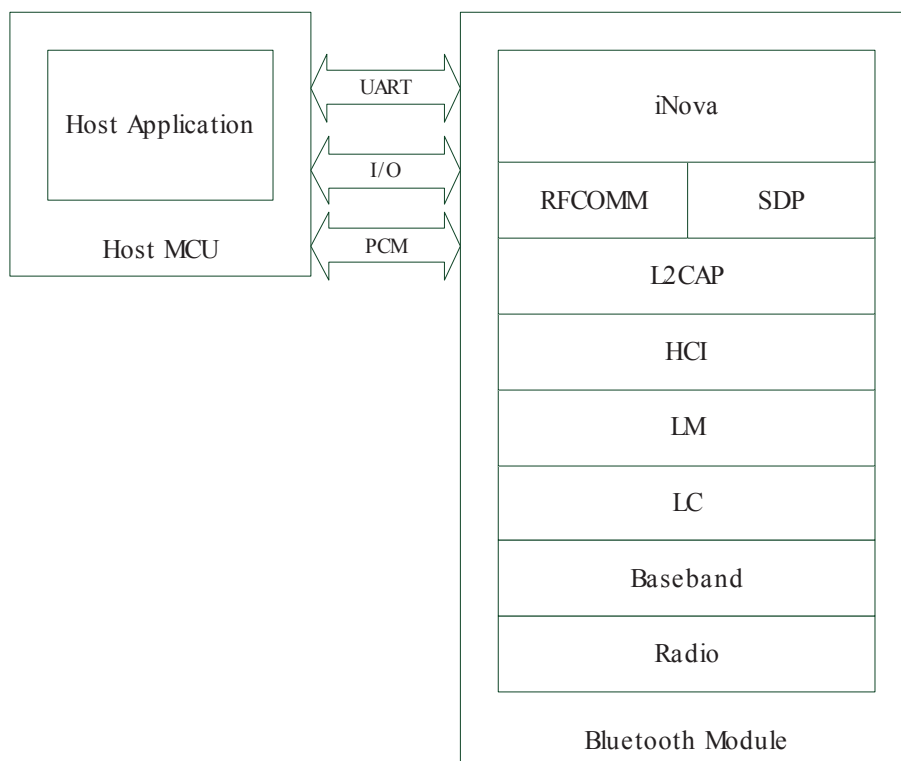 Host Application
Host MCU
UART
I/O
PCM
iNova
RFCOMM
SDP
L2CAP
HCI
LM
LC
Baseband
Radio
Bluetooth Module